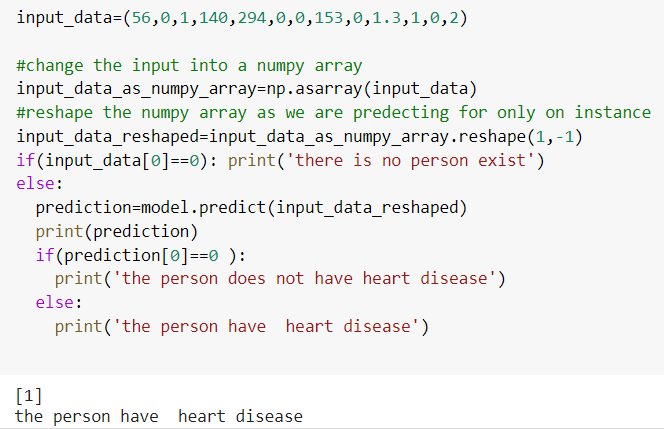 input_data=(56,0,1,140,294,0,0,153,0,1.3,1,0,2)
#change the input into a numpy array
input_data_as_numpy_array=np.asarray(input_data)
#reshape the numpy array as we are predecting for only on instance
input_data_reshaped=input_data_as_numpy_array.reshape(1,-1)
if(input_data[0]==0): print('there is no person exist')
else:
  prediction=model.predict(input_data_reshaped)
  print(prediction)
  if(prediction[0]==0 ):
    print('the person does not have heart disease')
  else:
    print('the person have  heart disease')
[1]
the person have  heart disease